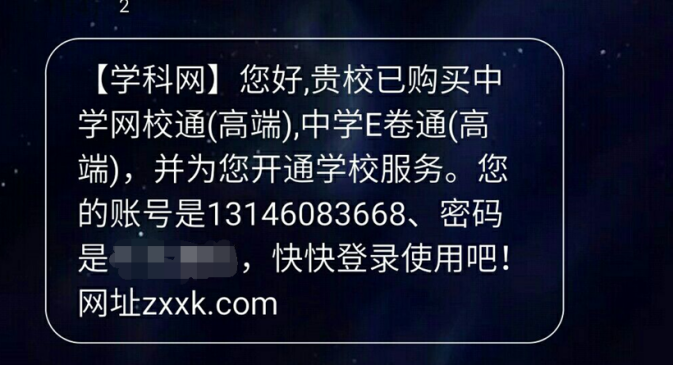 2
【学科网】您好,贵校已购买中
学网校通(高端),中学E卷通(高
端)，并为您开通学校服务。您
的账号是13146083668、密码
是，快快登录使用吧！
网址zxxk.com